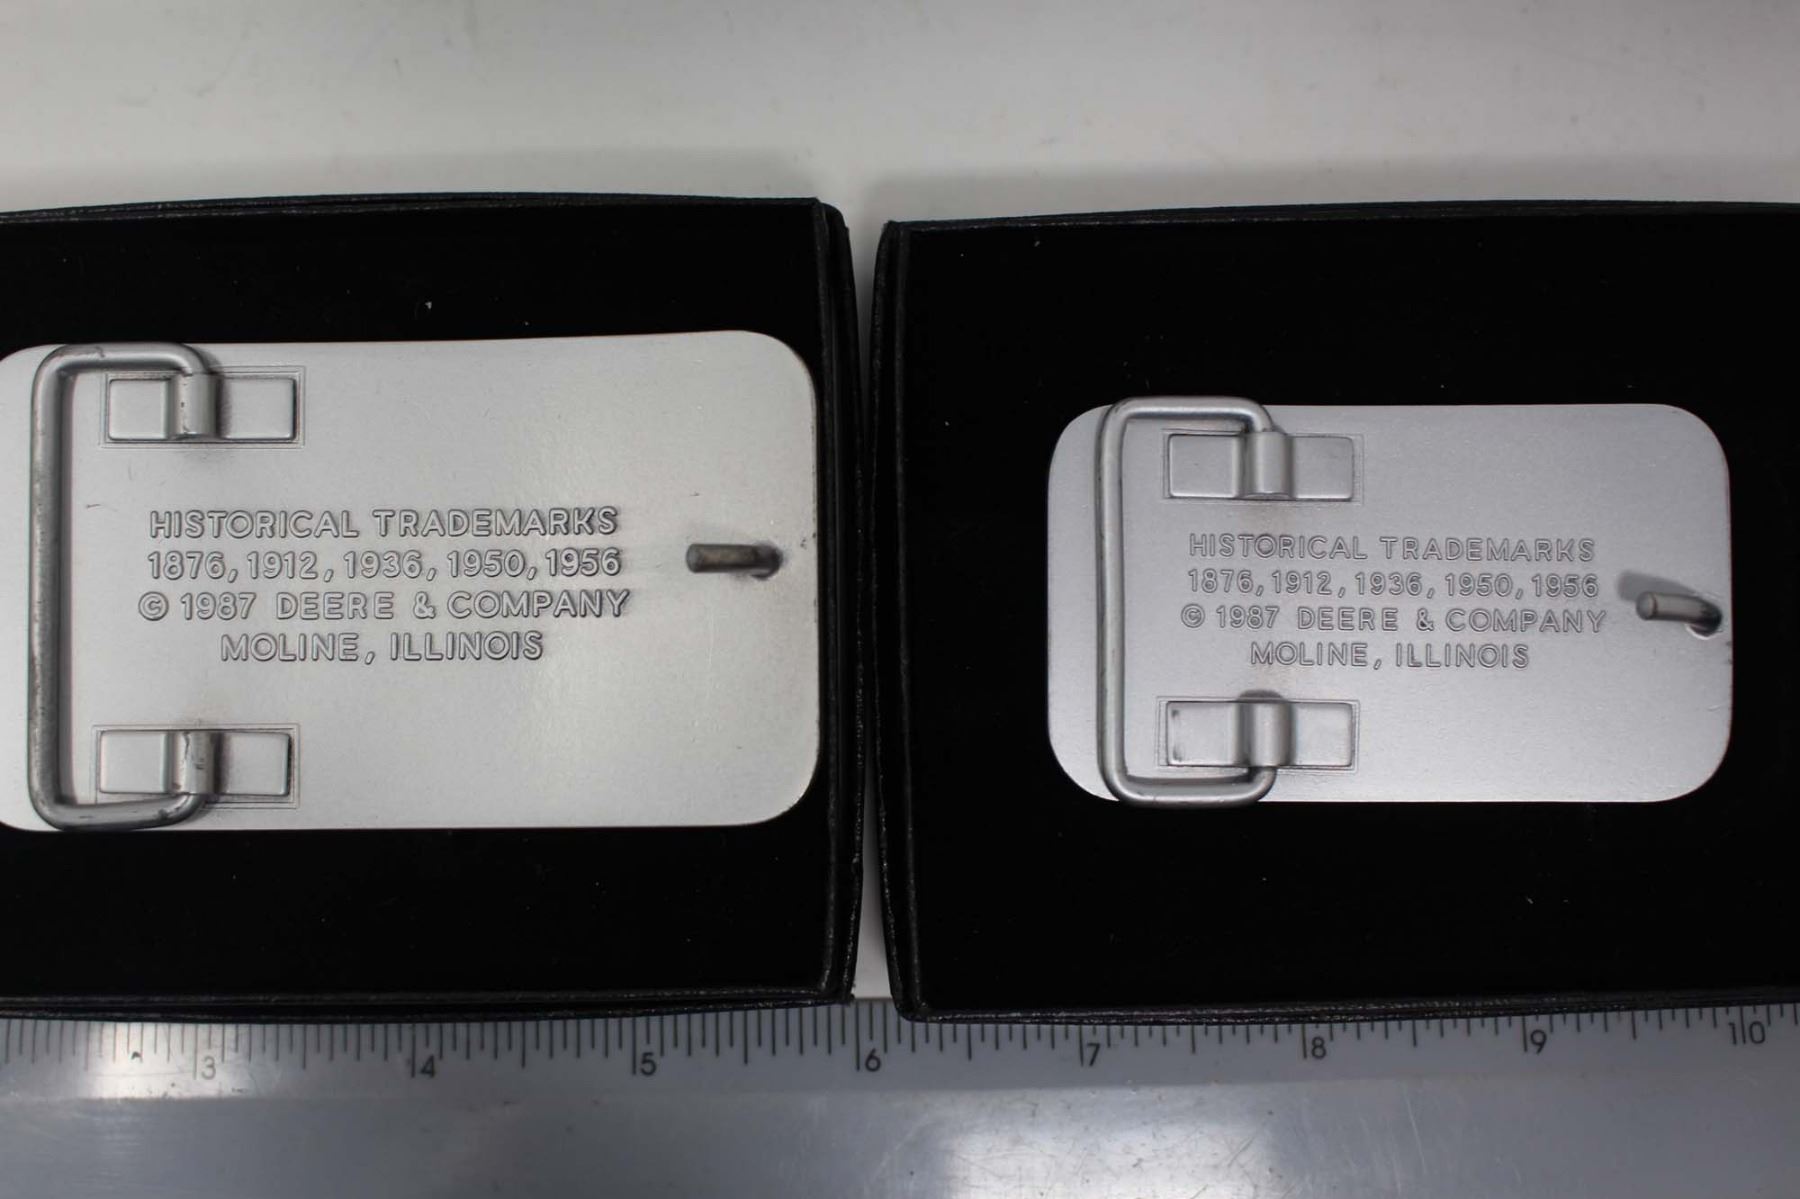 HISTORICAL TRADEMARKS
1876, 1912, 1936, 1950, 1956
© 1987 DEERE & COMPANY
MOLINE, ILLINOIS
HISTORICAL TRADEMARKS
1876, 1912, 1936, 1950, 1956
© 1987 DEERE & COMPANY
MOLINE, ILLINOIS
3 4 5 6 7 8 9 10